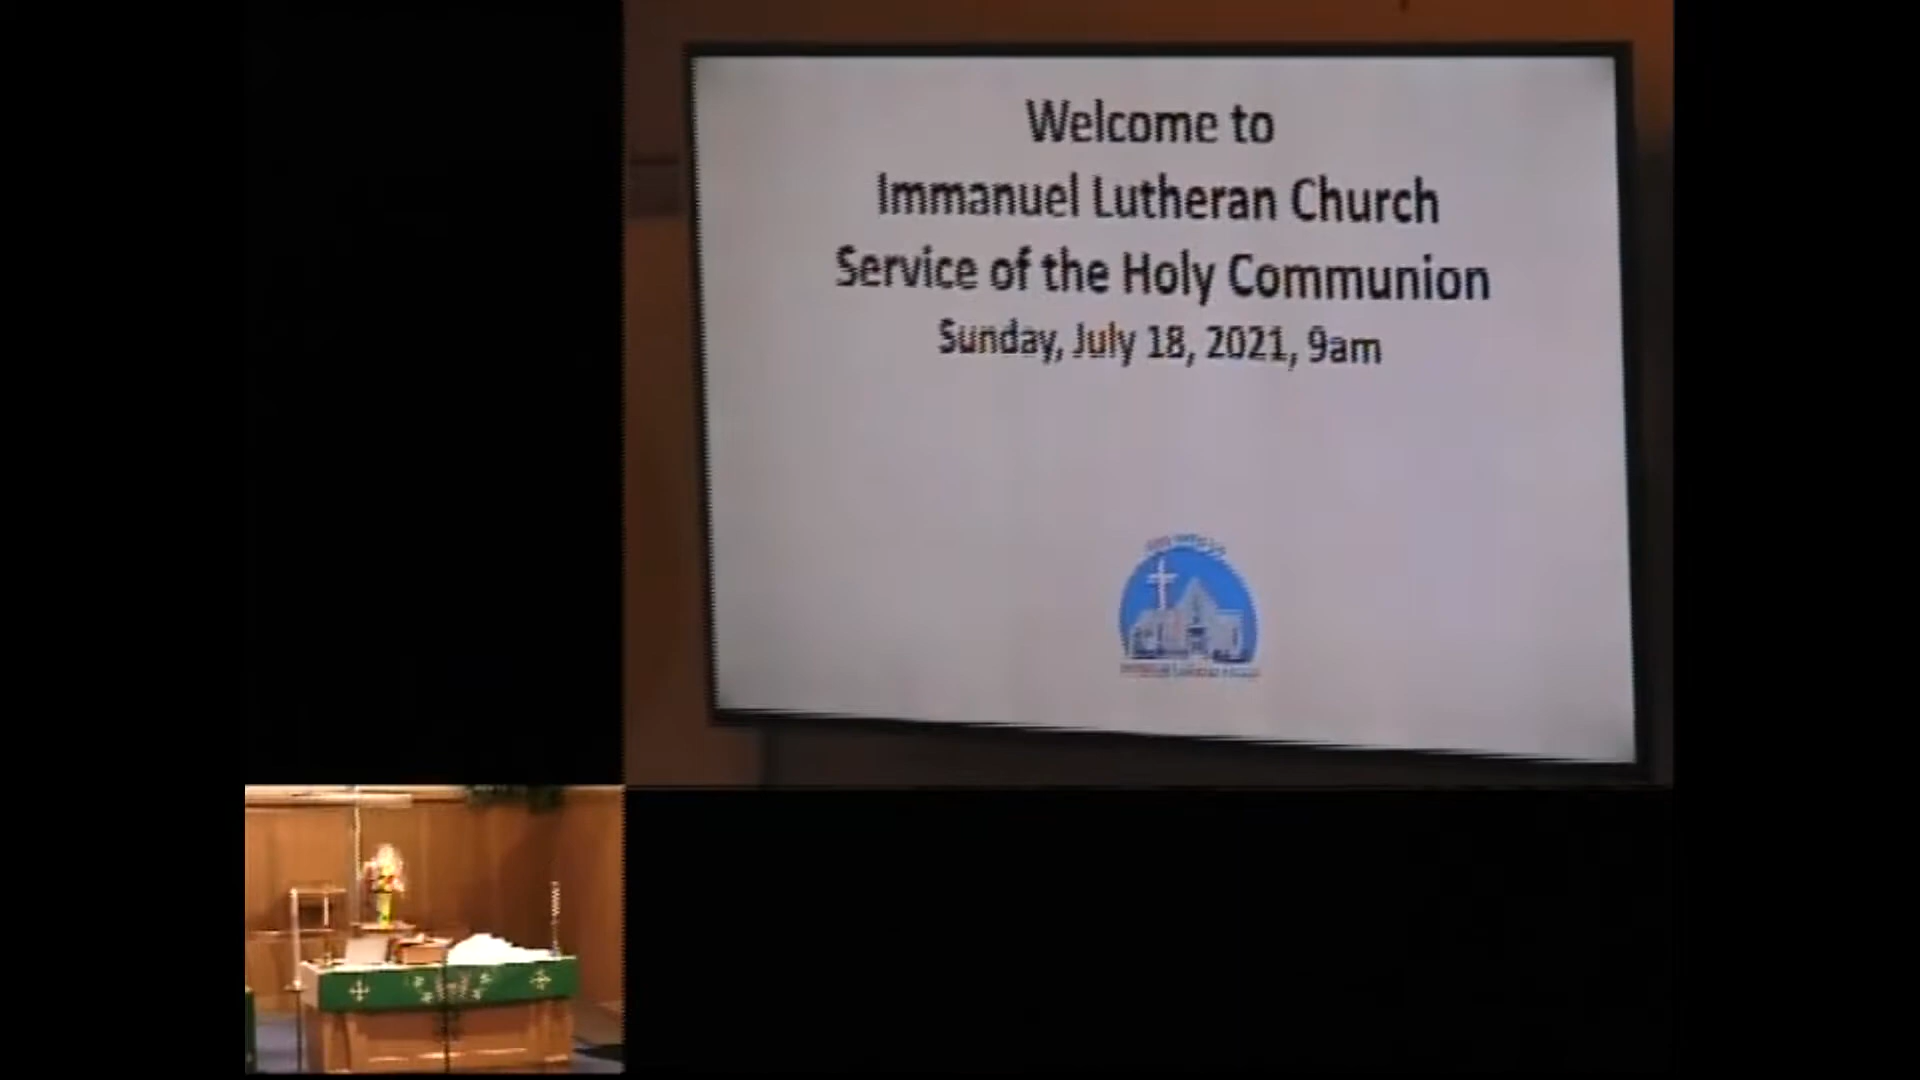 Welcome to
Immanuel Lutheran Church
Service of the Holy Communion
Sunday, July 18, 2021, 9am